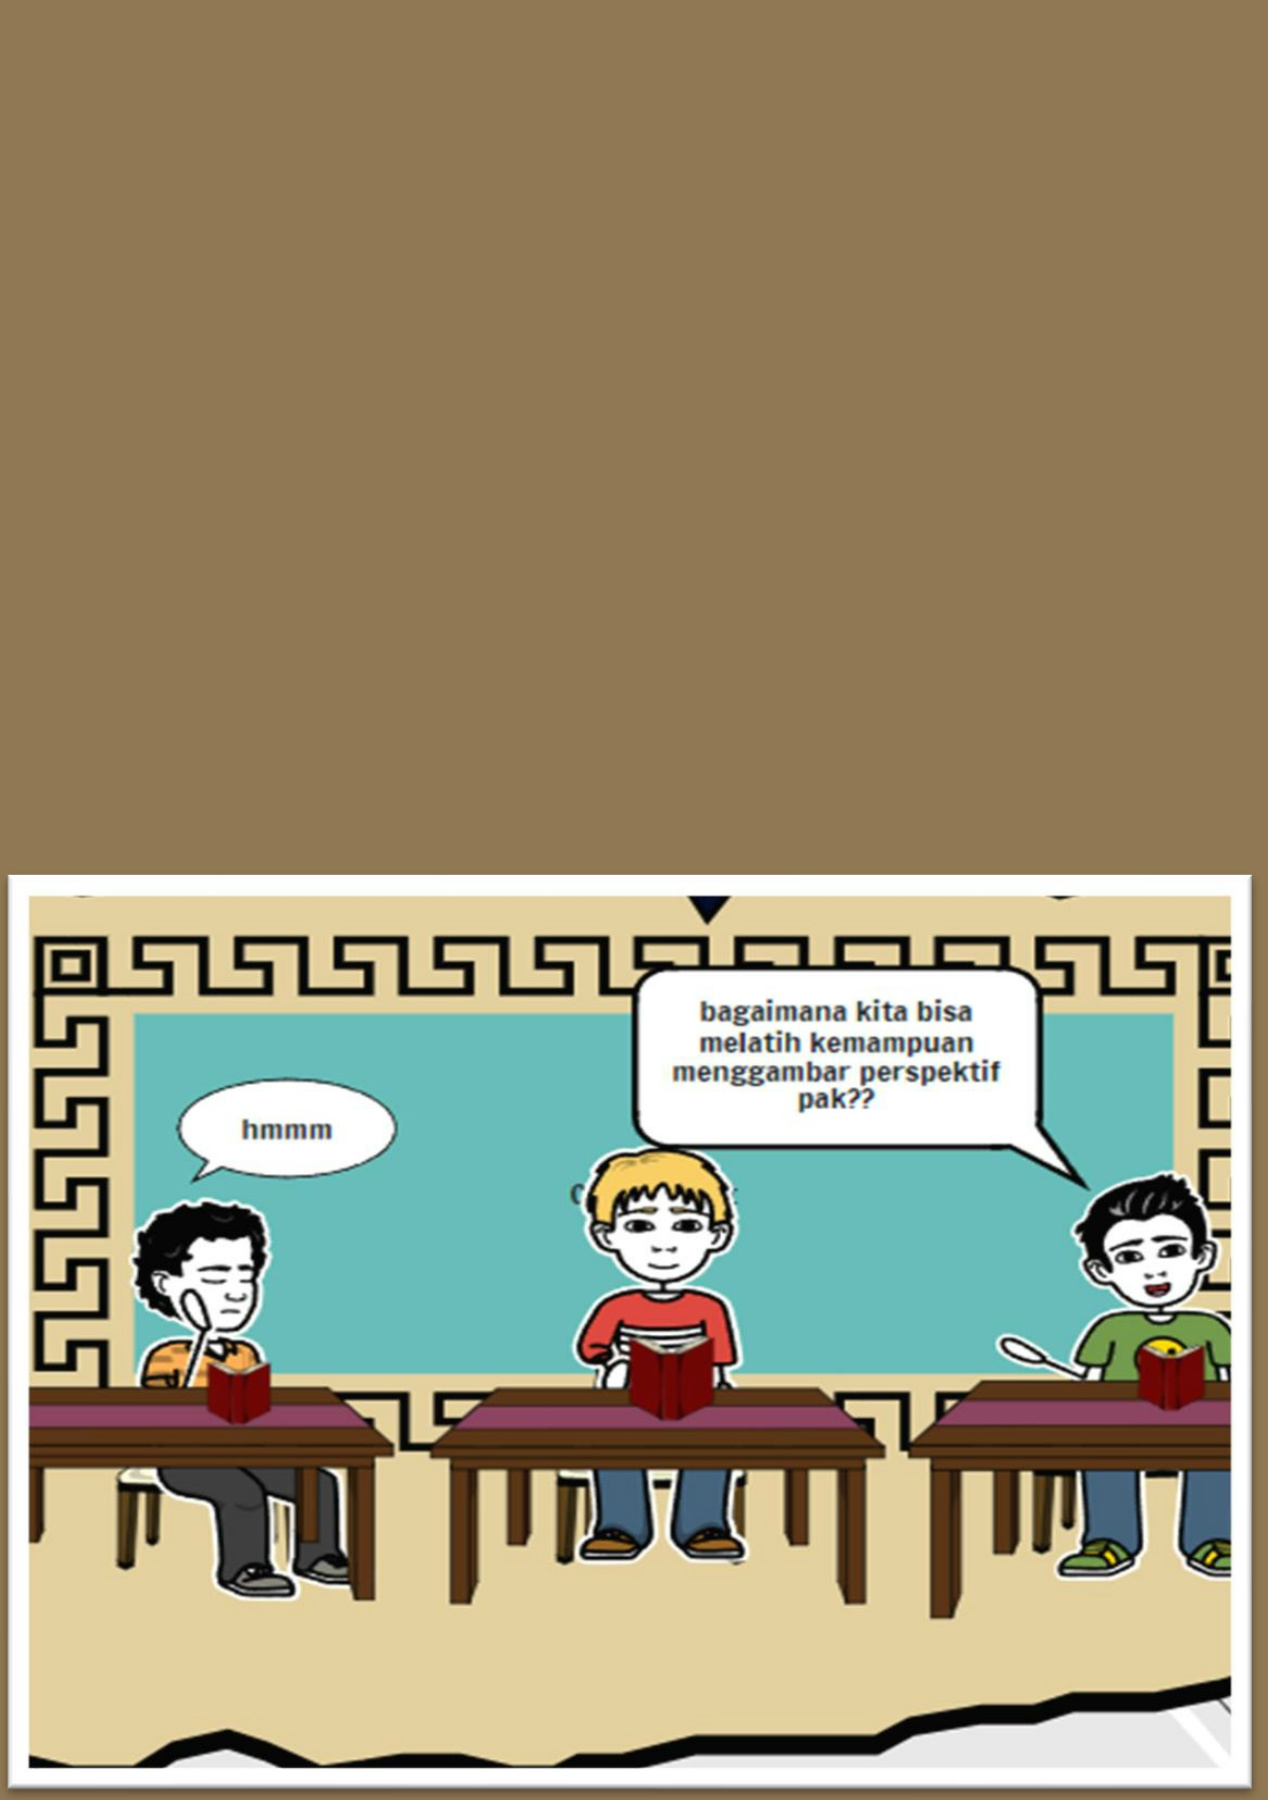 hmmm
bagaimana kita bisa
melatih kemampuan
menggambar perspektif
pak??